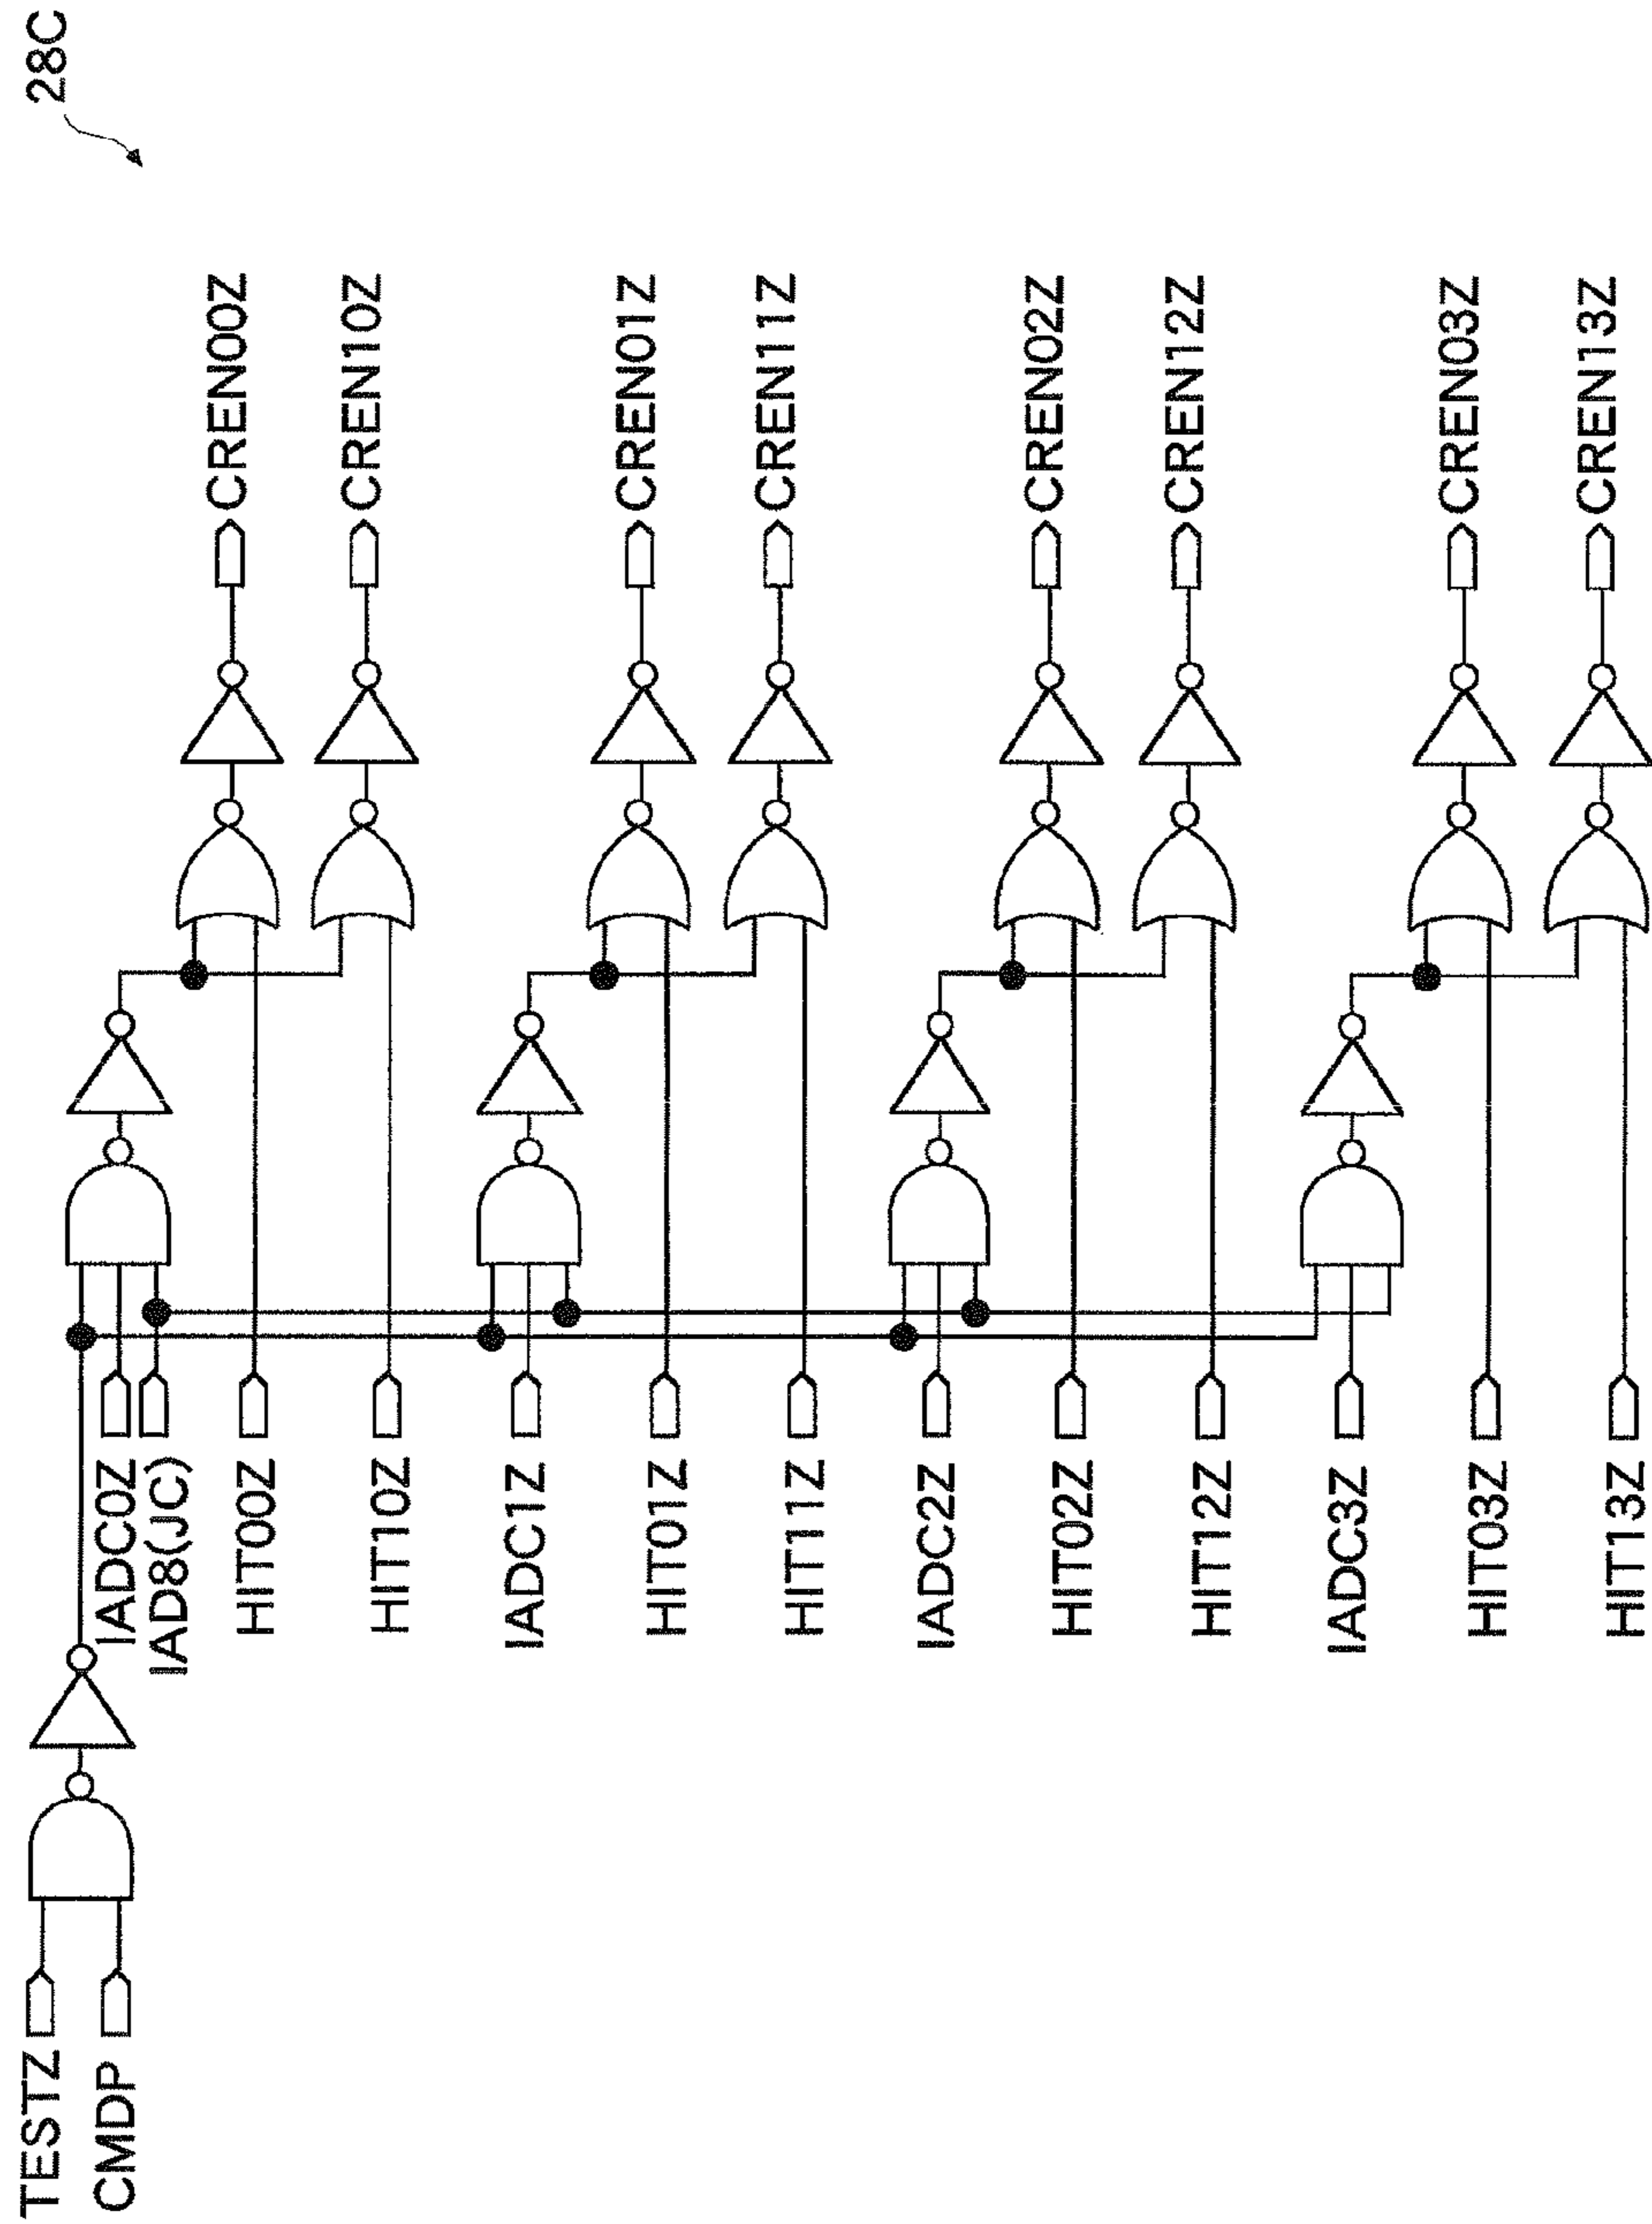 28C
TESTZ
CMDP
IADC0Z
IAD8(JC)
HIT00Z
HIT10Z
IADC1Z
HIT01Z
HIT11Z
IADC2Z
HIT02Z
HIT12Z
IADC3Z
HIT03Z
HIT13Z
CREN00Z
CREN10Z
CREN01Z
CREN11Z
CREN02Z
CREN12Z
CREN03Z
CREN13Z